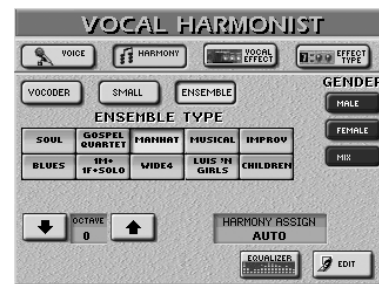 VOCAL HARMONIST
VOICE
HARMONY
VOCAL EFFECT
EFFECT TYPE
VOCODER
SMALL
ENSEMBLE
GENDER
MALE
FEMALE
MIX
ENSEMBLE TYPE
SOUL
GOSPEL QUARTET
MANHAT
MUSICAL
IMPROV
BLUES
1M+ 1F+SOLO
WIDE4
LUIS 'N GIRLS
CHILDREN
OCTAVE
0
HARMONY ASSIGN
AUTO
EQUALIZER
EDIT